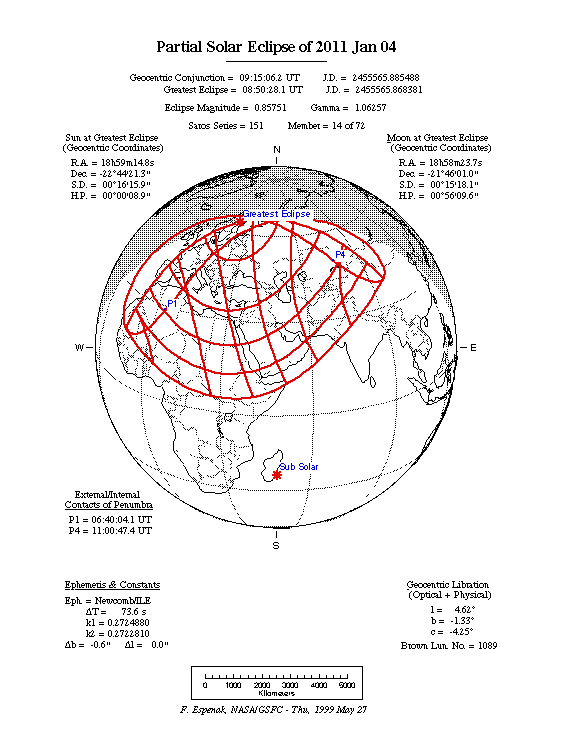 Partial Solar Eclipse of 2011 Jan 04
Geocentric Conjunction = 09:15:06.2 UT J.D. = 2455565.885488
Greatest Eclipse = 08:50:28.1 UT J.D. = 2455565.868381
Eclipse Magnitude = 0.85751 Gamma = 1.06257
Saros Series = 151 Member = 14 of 72
Sun at Greatest Eclipse
(Geocentric Coordinates)
R.A. = 18h59m14.8s
Dec. = -22°44'21.3"
S.D. = 00°16'15.9"
H.P. = 00°00'08.9"
Moon at Greatest Eclipse
(Geocentric Coordinates)
R.A. = 18h58m23.7s
Dec. = -21°46'01.0"
S.D. = 00°15'18.1"
H.P. = 00°56'09.6"
N
Greatest Eclipse
P4
P1
W
E
Sub Solar
S
External/Internal
Contacts of Penumbra
P1 = 06:40:04.1 UT
P4 = 11:00:47.4 UT
Ephemeris & Constants
Eph. = Newcomb/ILE
ΔT = 73.6 s
k1 = 0.2724880
k2 = 0.2722810
Δb = -0.6" Δl = 0.0"
Geocentric Libration
(Optical + Physical)
l = 4.62°
b = -1.33°
c = -4.25°
Brown Lun. No. = 1089
0 1000 2000 3000 4000 5000
Kilometers
F. Espenak, NASA/GSFC - Thu, 1999 May 27